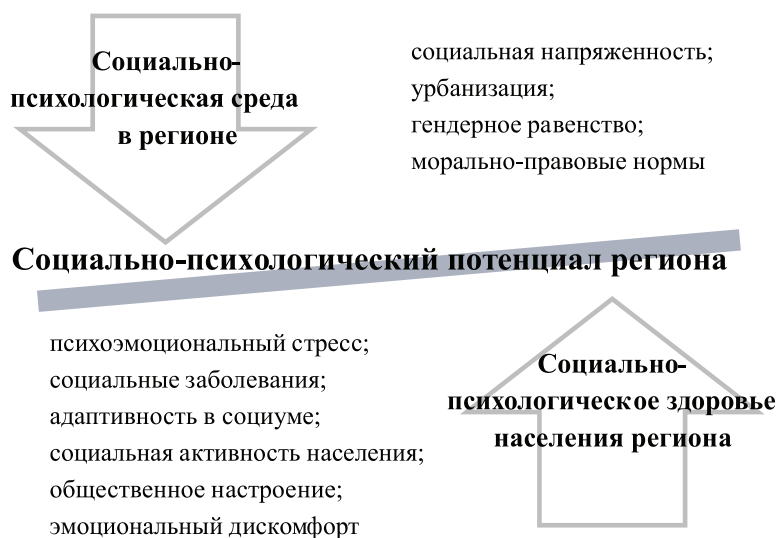 Социально-
психологическая среда
в регионе
социальная напряженность;
урбанизация;
гендерное равенство;
морально-правовые нормы
Социально-психологический потенциал региона
психоэмоциональный стресс;
социальные заболевания;
адаптивность в социуме;
социальная активность населения;
общественное настроение;
эмоциональный дискомфорт
Социально-
психологическое здоровье
населения региона